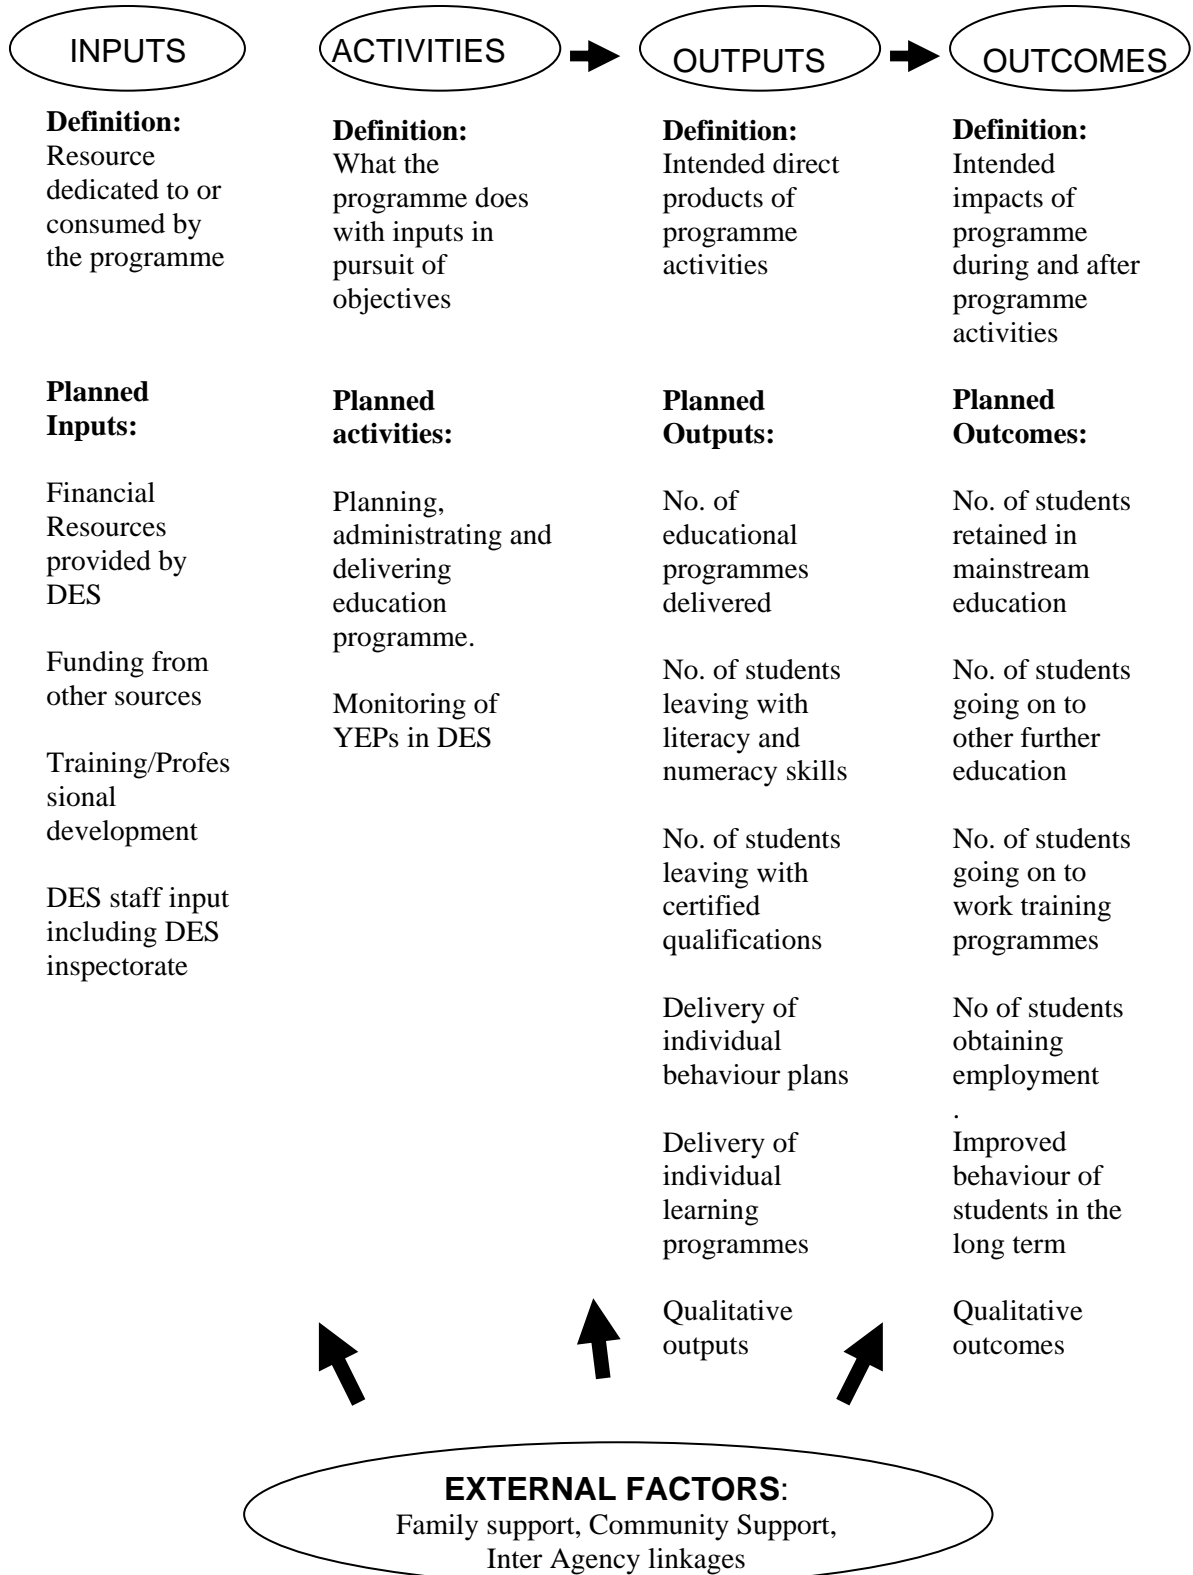 INPUTS
ACTIVITIES
OUTPUTS
OUTCOMES
Definition:
Resource
dedicated to or
consumed by
the programme
Planned
Inputs:
Financial
Resources
provided by
DES
Funding from
other sources
Training/Profes
sional
development
DES staff input
including DES
inspectorate
Definition:
What the
programme does
with inputs in
pursuit of
objectives
Planned
activities:
Planning,
administrating and
delivering
education
programme.
Monitoring of
YEPs in DES
Definition:
Intended direct
products of
programme
activities
Planned
Outputs:
No. of
educational
programmes
delivered
No. of students
leaving with
literacy and
numeracy skills
No. of students
leaving with
certified
qualifications
Delivery of
individual
behaviour plans
Delivery of
individual
learning
programmes
Qualitative
outputs
Definition:
Intended
impacts of
programme
during and after
programme
activities
Planned
Outcomes:
No. of students
retained in
mainstream
education
No. of students
going on to
other further
education
No. of students
going on to
work training
programmes
No of students
obtaining
employment
.
Improved
behaviour of
students in the
long term
Qualitative
outcomes
EXTERNAL FACTORS:
Family support, Community Support,
Inter Agency linkages